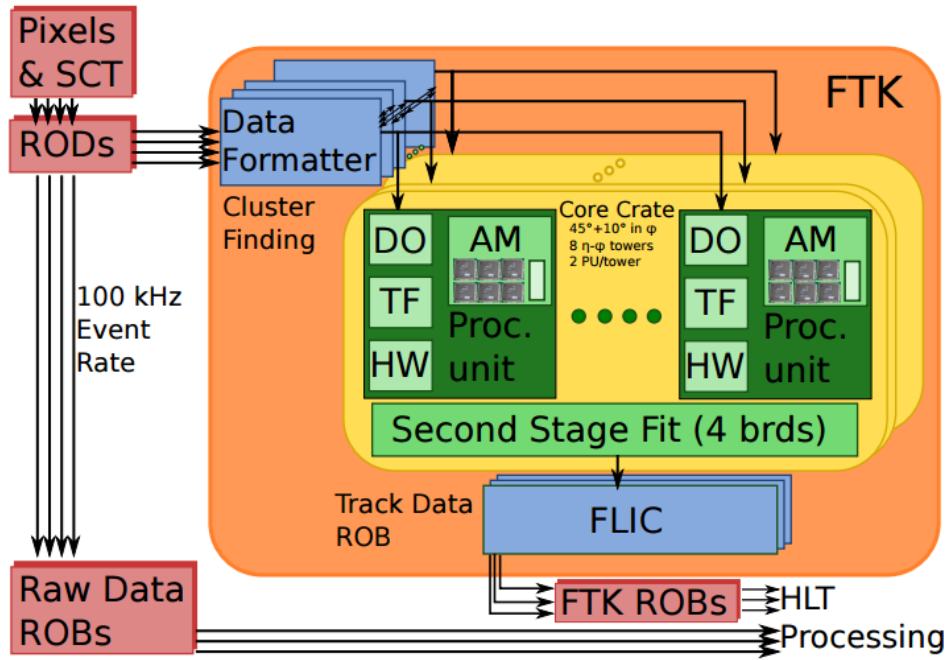 Pixels
& SCT
RODs
Data
Formatter
FTK
Cluster
Finding
Core Crate
45°+10° in φ
8 η-φ towers
2 PU/tower
DO
AM
TF
HW
Proc.
unit
DO
AM
TF
HW
Proc.
unit
100 kHz
Event
Rate
Second Stage Fit (4 brds)
Track Data
ROB
FLIC
Raw Data
ROBs
FTK ROBs
HLT
Processing